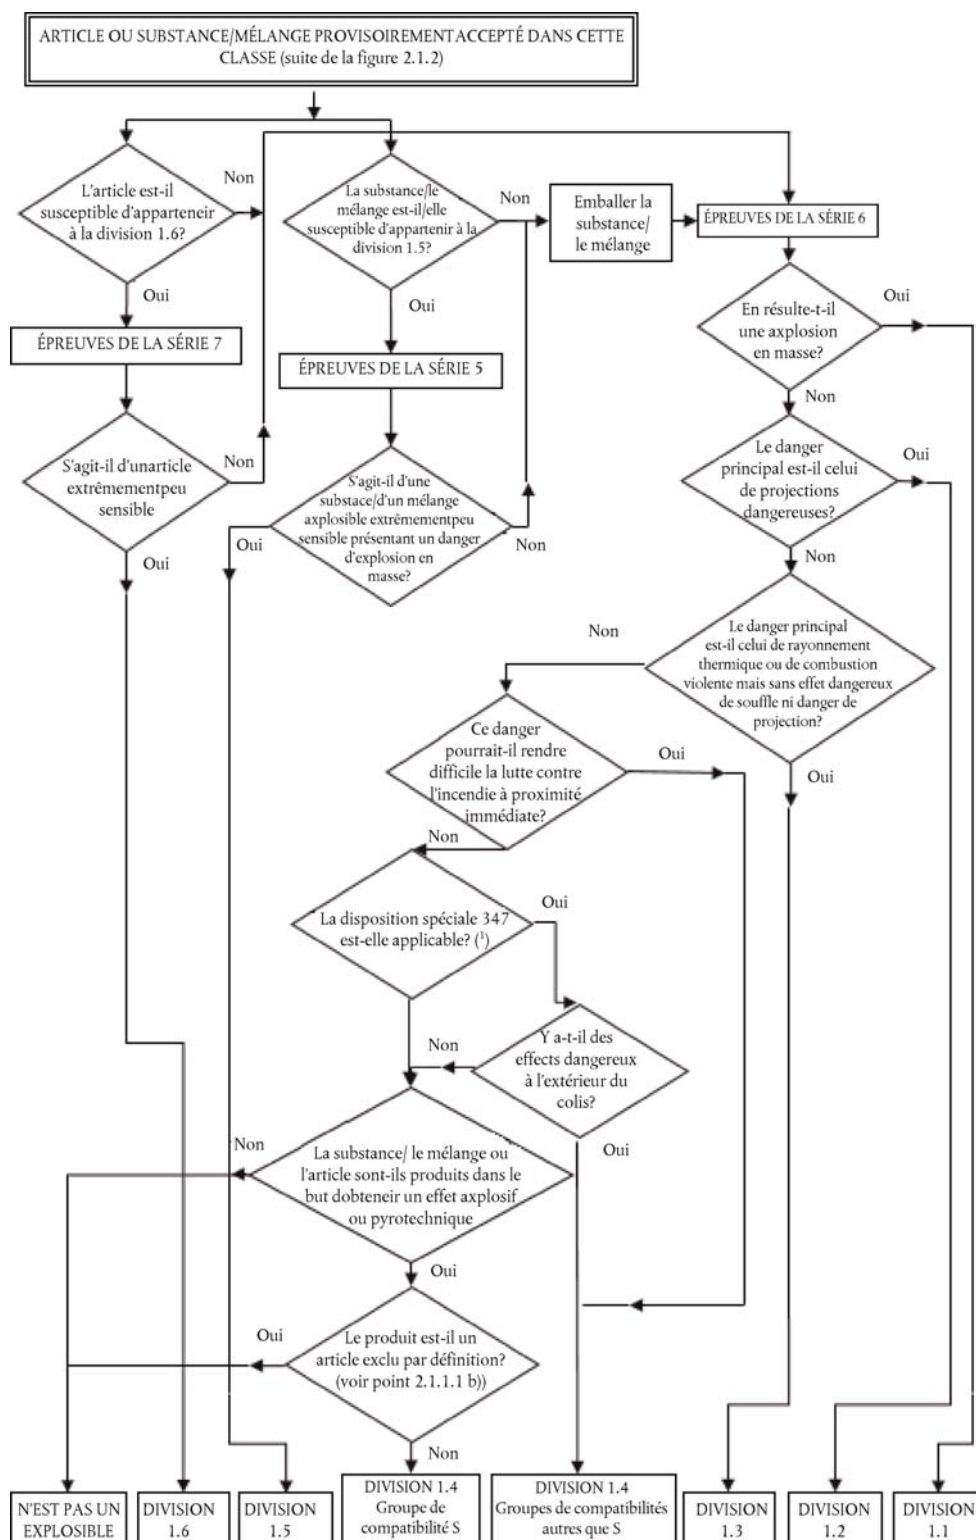 ARTICLE OU SUBSTANCE/MÉLANGE PROVISOIREMENT ACCEPTÉ DANS CETTE
CLASSE (suite de la figure 2.1.2)
L'article est-il
susceptible d'apparteneir
à la division 1.6?
Non
La substance/le
mélange est-il/elle
susceptible d'appartenir à la
division 1.5?
Non
Emballer la
substance/
le mélange
ÉPREUVES DE LA SÉRIE 6
Oui
Oui
En résulte-t-il
une axplosion
en masse?
Oui
ÉPREUVES DE LA SÉRIE 7
ÉPREUVES DE LA SÉRIE 5
Non
S'agit-il d'unarticle
extrêmementpeu
sensible
Non
S'agit-il d'une
substace/d'un mélange
axplosible extrêmementpeu
sensible présentant un danger
d'explosion en
masse?
Oui
Non
Le danger
principal est-il celui
de projections
dangereuses?
Oui
Oui
Non
Le danger principal
est-il celui de rayonnement
thermique ou de combustion
violente mais sans effet dangereux
de souffle ni danger de
projection?
Non
Oui
Ce danger
pourrait-il rendre
difficile la lutte contre
l'incendie à proximité
immédiate?
Oui
Non
La disposition spéciale 347
est-elle applicable? (¹)
Oui
Y a-t-il des
effects dangereux
à l'extérieur du
colis?
Non
Oui
La substance/ le mélange ou
l'article sont-ils produits dans le
but dobteneir un effet axplosif
ou pyrotechnique
Non
Oui
Le produit est-il un
article exclu par définition?
(voir point 2.1.1.1 b))
Oui
Non
N'EST PAS UN
EXPLOSIBLE
DIVISION
1.6
DIVISION
1.5
DIVISION 1.4
Groupe de
compatibilité S
DIVISION 1.4
Groupes de compatibilités
autres que S
DIVISION
1.3
DIVISION
1.2
DIVISION
1.1